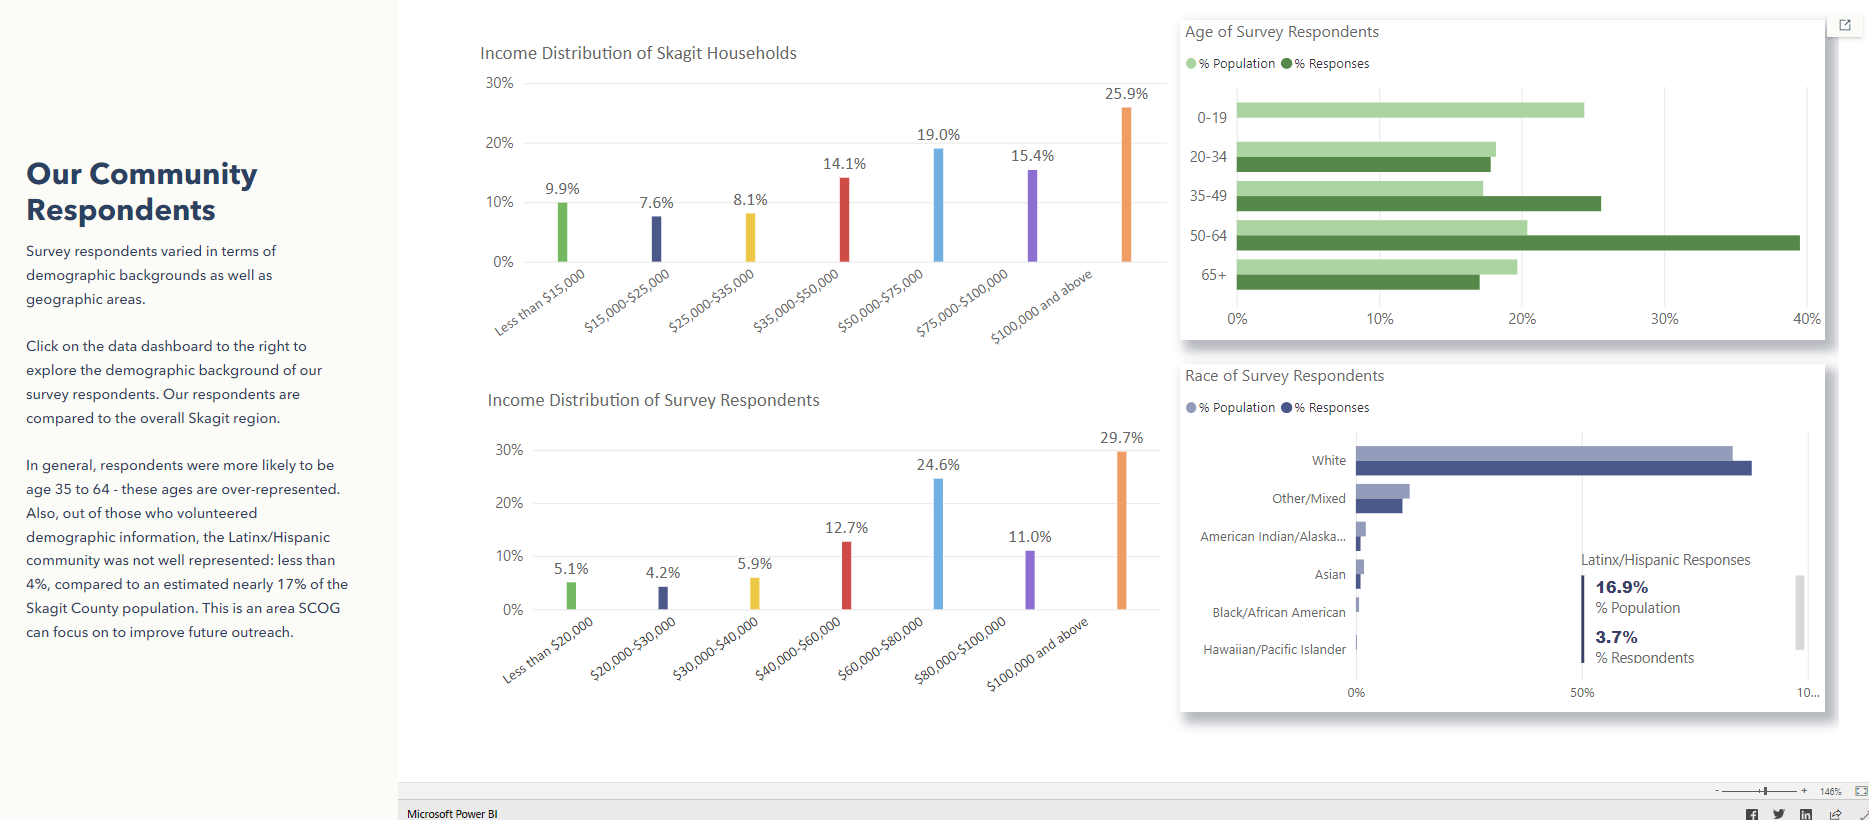 Our Community
Respondents
Survey respondents varied in terms of
demographic backgrounds as well as
geographic areas.
Click on the data dashboard to the right to
explore the demographic background of our
survey respondents. Our respondents are
compared to the overall Skagit region.
In general, respondents were more likely to be
age 35 to 64 - these ages are over-represented.
Also, out of those who volunteered
demographic information, the Latinx/Hispanic
community was not well represented: less than
4%, compared to an estimated nearly 17% of the
Skagit County population. This is an area SCOG
can focus on to improve future outreach.
Income Distribution of Skagit Households
30%
20%
10%
0%
9.9%
7.6%
8.1%
14.1%
19.0%
15.4%
25.9%
Less than $15,000
$15,000-$25,000
$25,000-$35,000
$35,000-$50,000
$50,000-$75,000
$75,000-$100,000
$100,000 and above
Income Distribution of Survey Respondents
30%
20%
10%
0%
5.1%
4.2%
5.9%
12.7%
24.6%
11.0%
29.7%
Less than $20,000
$20,000-$30,000
$30,000-$40,000
$40,000-$60,000
$60,000-$80,000
$80,000-$100,000
$100,000 and above
Age of Survey Respondents
% Population % Responses
0-19
20-34
35-49
50-64
65+
0% 10% 20% 30% 40%
Race of Survey Respondents
% Population % Responses
White
Other/Mixed
American Indian/Alaska...
Asian
Black/African American
Hawaiian/Pacific Islander
0% 50% 10...
Latinx/Hispanic Responses
16.9%
% Population
3.7%
% Respondents
- + 146%
Microsoft Power BI